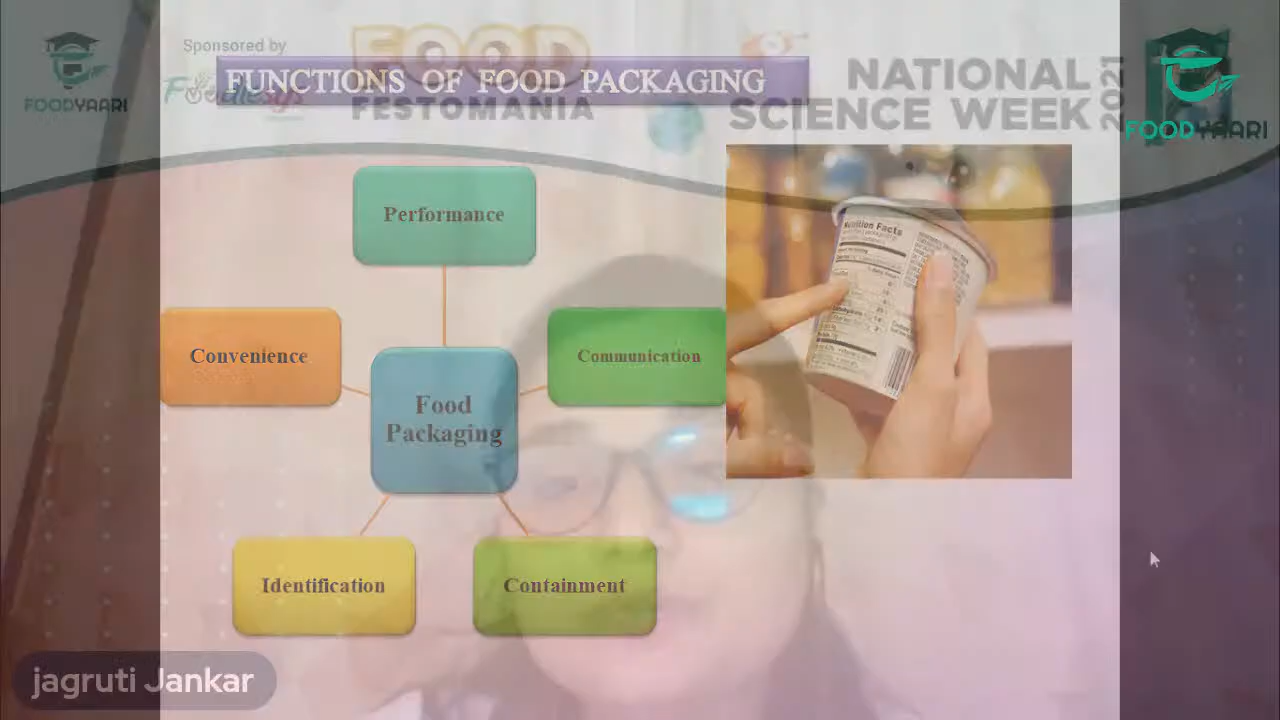 Sponsored by
FOODYAARI
FOOD
FESTOMANIA
FUNCTIONS OF FOOD PACKAGING
NATIONAL
SCIENCE WEEK
2021
FOODYAARI
Performance
Convenience
Communication
Food
Packaging
Identification
Containment
Nutrition Facts
jagruti Jankar